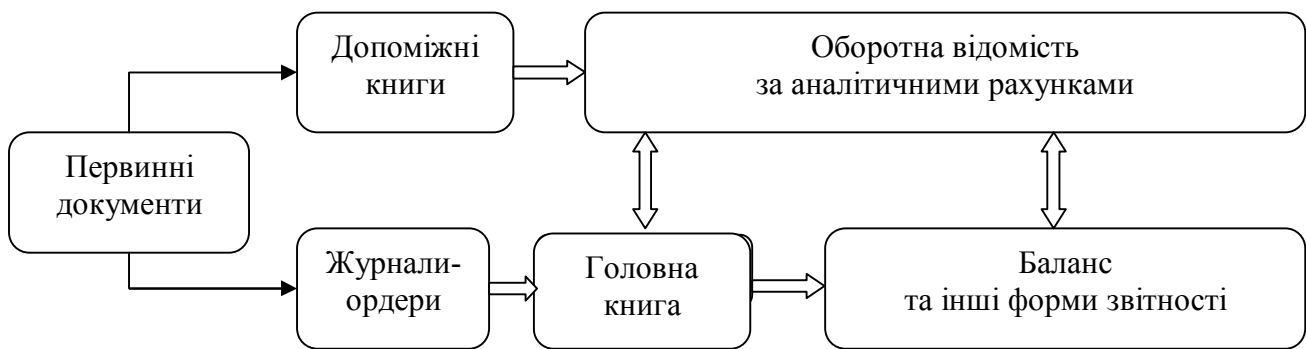 Допоміжні
книги
Оборотна відомість
за аналітичними рахунками
Первинні
документи
Журнали-
ордери
Головна
книга
Баланс
та інші форми звітності